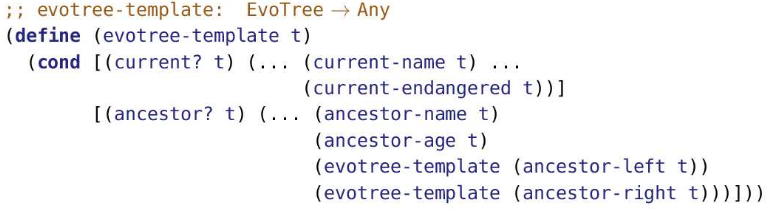 ;; evotree-template: EvoTree → Any
(define (evotree-template t)
(cond [(current? t) (... (current-name t) ...
(current-endangered t))]
[(ancestor? t) (... (ancestor-name t)
(ancestor-age t)
(evotree-template (ancestor-left t))
(evotree-template (ancestor-right t)))]))